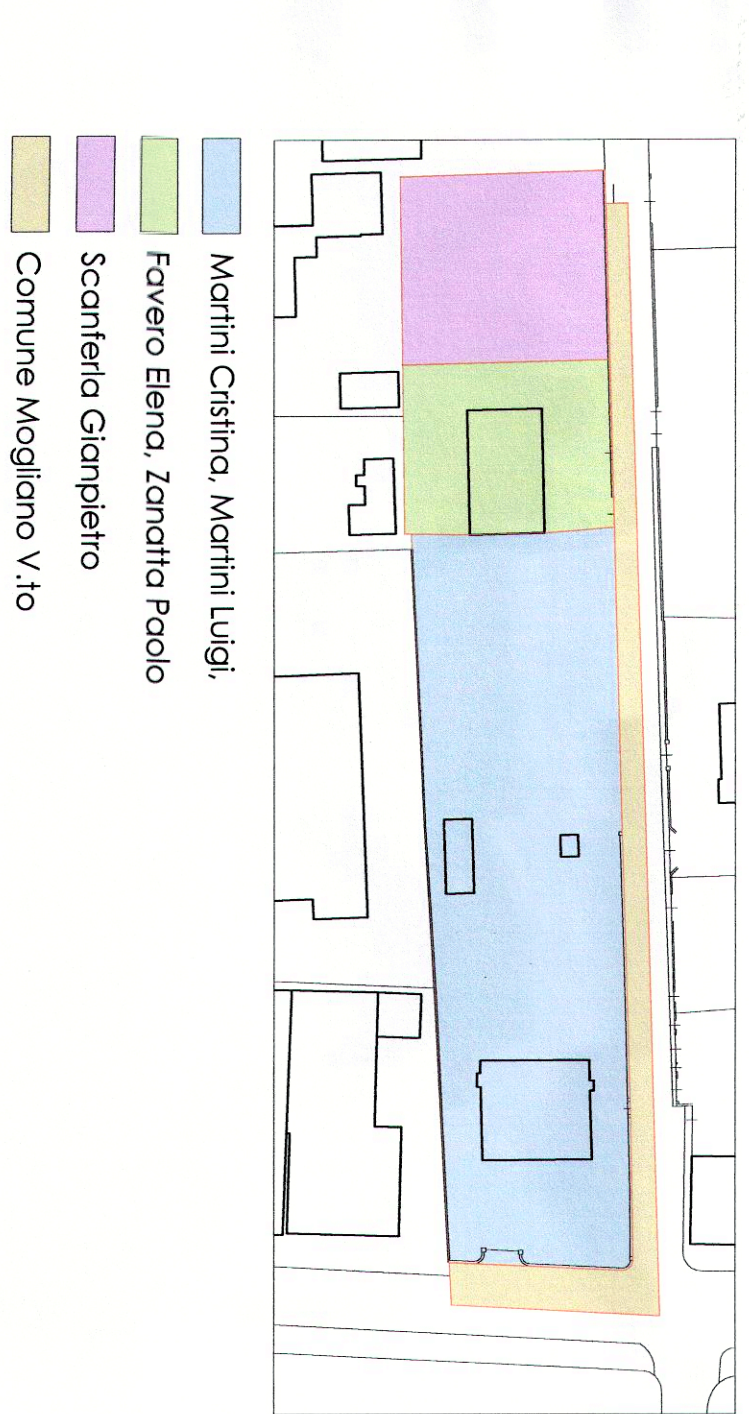 Martini Cristina, Martini Luigi,
Favero Elena, Zanatta Paolo
Scanferla Gianpietro
Comune Mogliano V.to